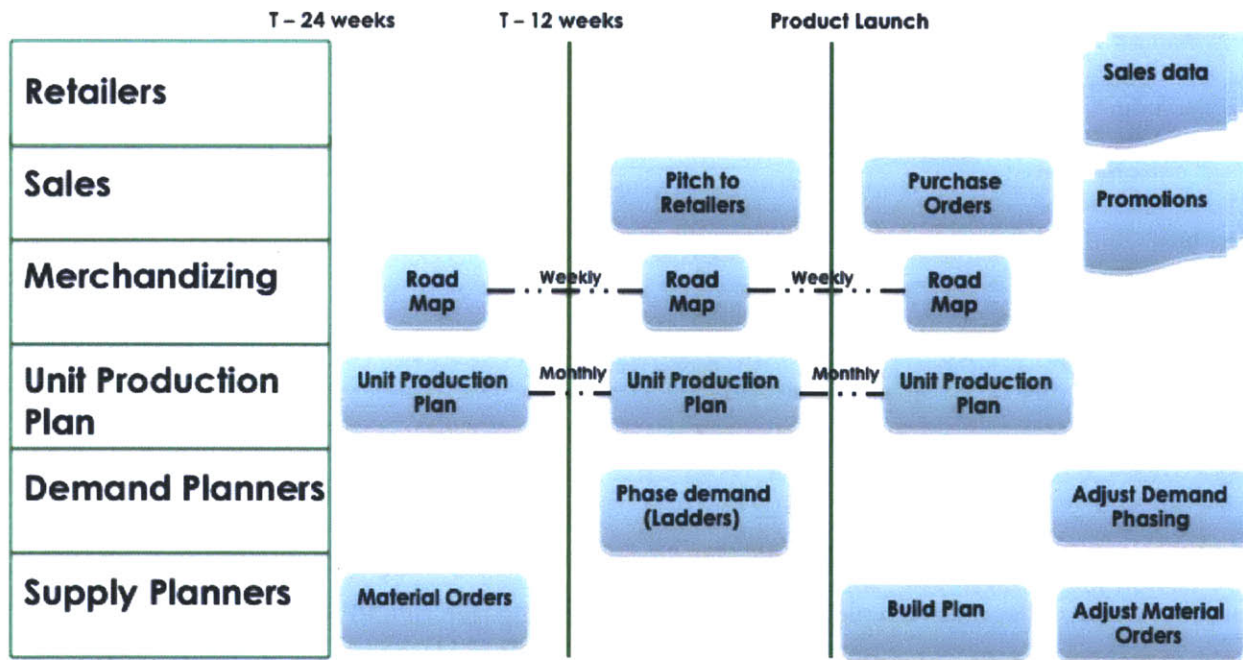 T – 24 weeks
T – 12 weeks
Product Launch
Retailers
Sales data
Sales
Pitch to
Retailers
Purchase
Orders
Promotions
Merchandizing
Road
Map
Weekly
Road
Map
Weekly
Road
Map
Unit Production
Plan
Unit Production
Plan
Monthly
Unit Production
Plan
Monthly
Unit Production
Plan
Demand Planners
Phase demand
(Ladders)
Adjust Demand
Phasing
Supply Planners
Material Orders
Build Plan
Adjust Material
Orders